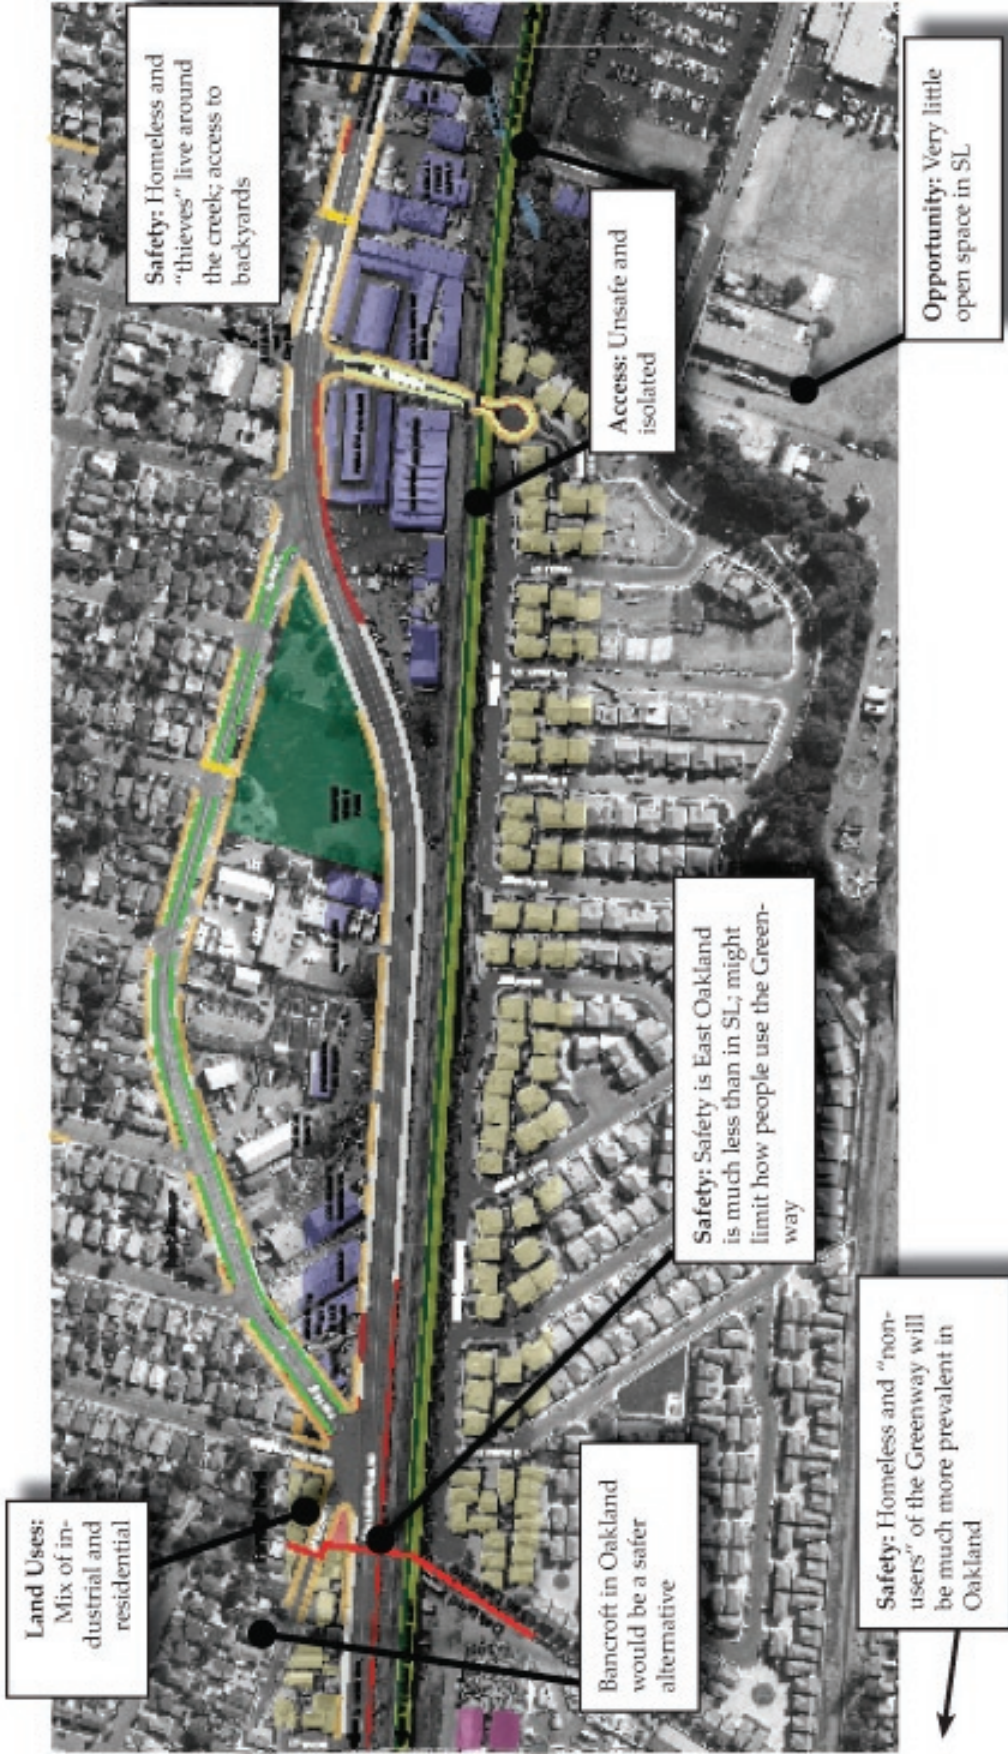 Land Uses:
Mix of in-
dustrial and
residential
Safety: Homeless and
“thieves” live around
the creek; access to
backyards
Bancroft in Oakland
would be a safer
alternative
Safety: Safety is East Oakland
is much less than in SL; might
limit how people use the Green-
way
Access: Unsafe and
isolated
Safety: Homeless and “non-
users” of the Greenway will
be much more prevalent in
Oakland
Opportunity: Very little
open space in SL